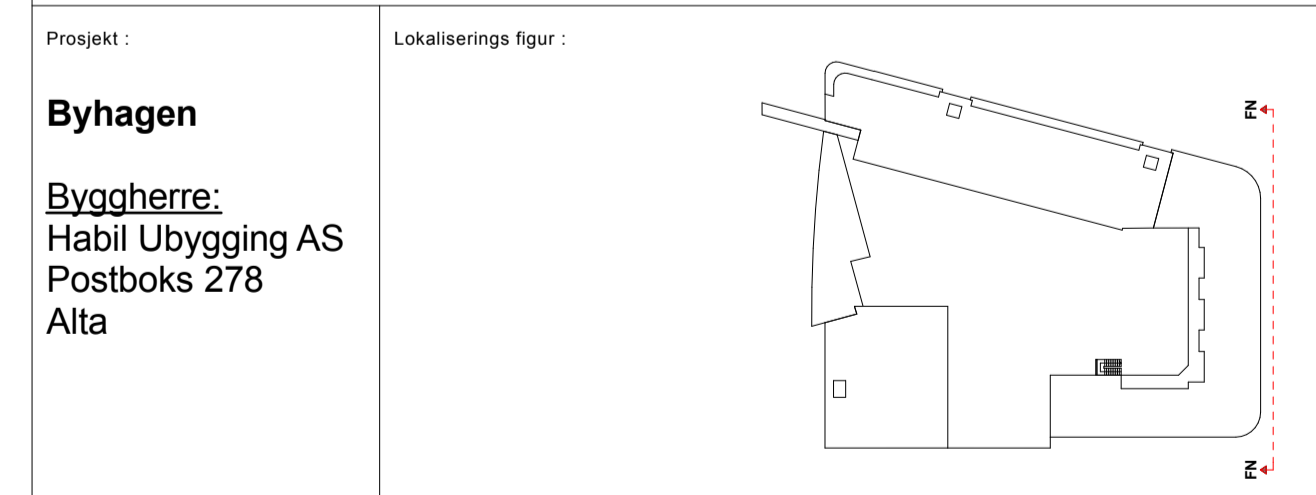 Prosjekt :
Byhagen
Byggherre:
Habil Ubygging AS
Postboks 278
Alta
Lokaliserings figur :
FN
FN